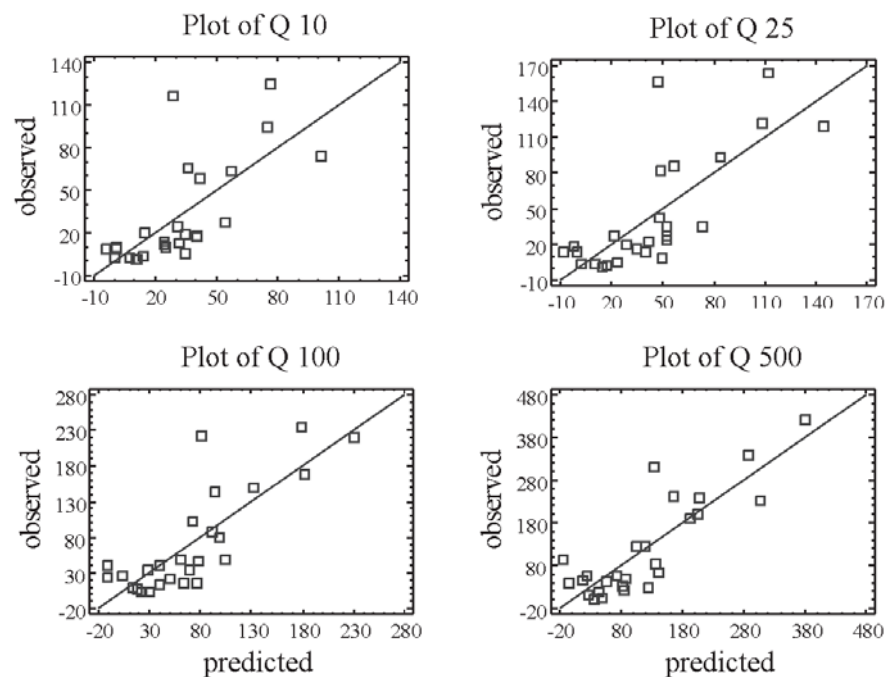 Plot of Q 10
observed
140
110
80
50
20
-10
-10 20 50 80 110 140
Plot of Q 25
observed
170
140
110
80
50
20
-10
-10 20 50 80 110 140 170
Plot of Q 100
observed
280
230
180
130
80
30
-20
-20 30 80 130 180 230 280
predicted
Plot of Q 500
observed
480
380
280
180
80
-20
-20 80 180 280 380 480
predicted